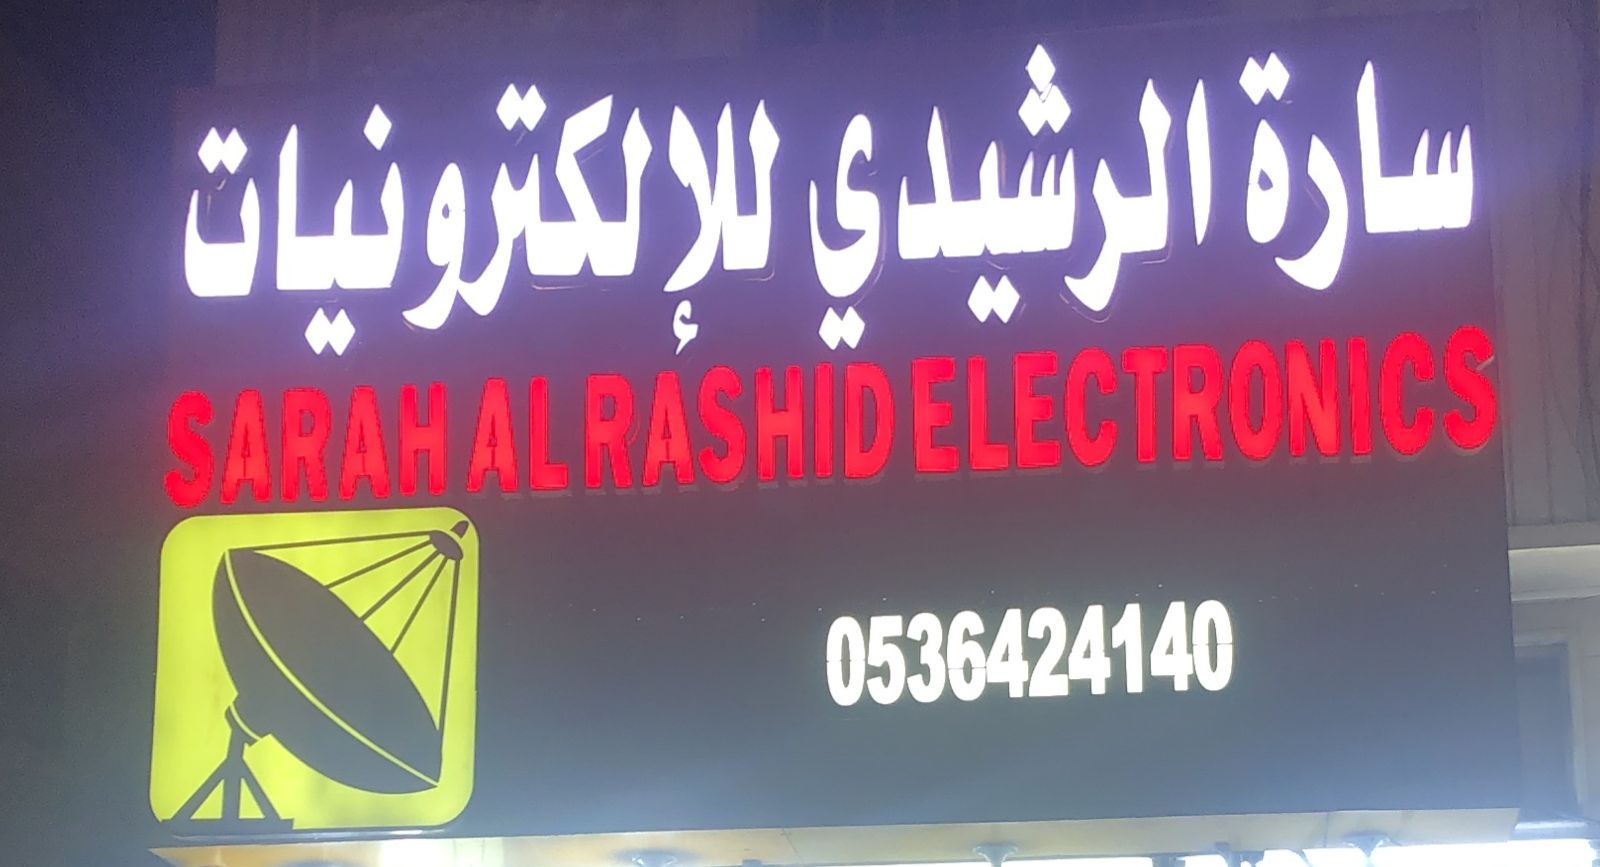 سارة الرشيدي للإلكترونيات
SARAH AL RASHID ELECTRONICS
0536424140